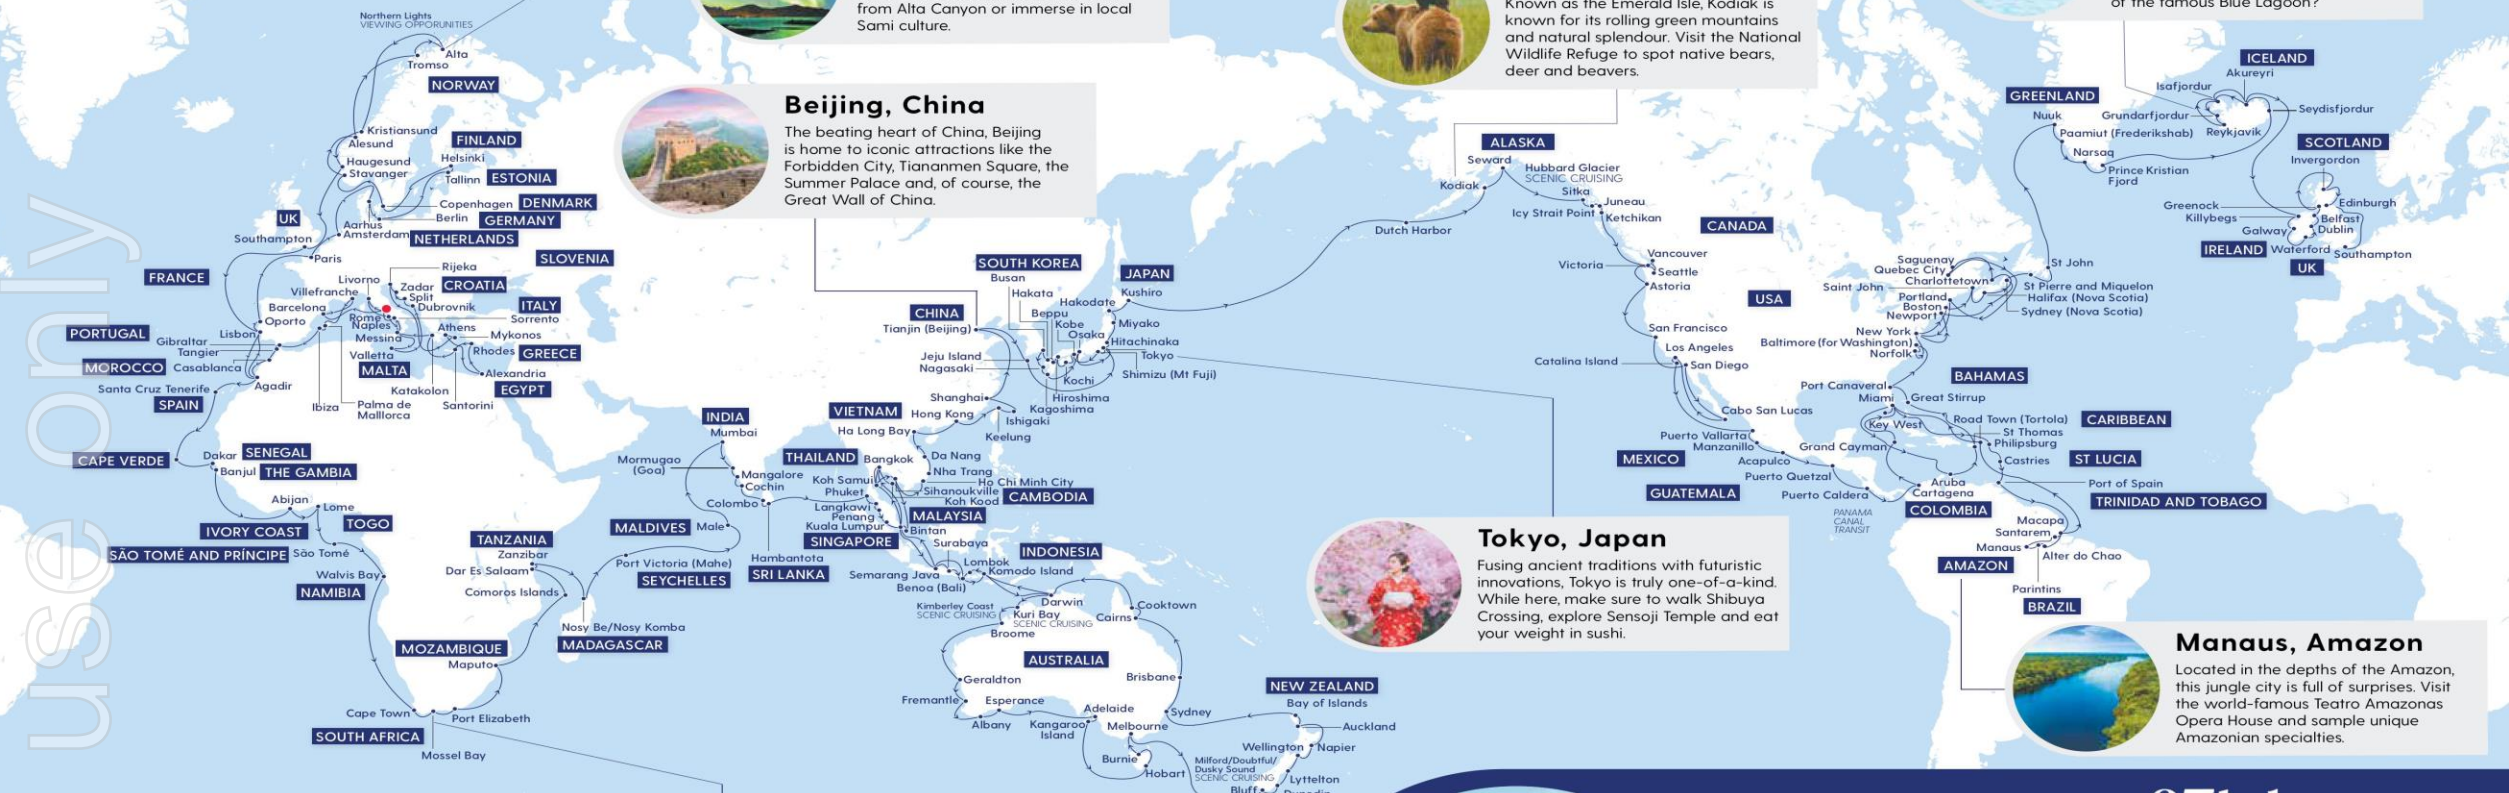 Northern Lights
VIEWING OPPORUNITIES
Alta
Tromso
NORWAY
Kristiansund
Alesund
Haugesund
Stavanger
FINLAND
Helsinki
Tallinn
ESTONIA
Copenhagen
DENMARK
Berlin
GERMANY
Aarhus
Amsterdam
NETHERLANDS
UK
Southampton
Paris
SLOVENIA
FRANCE
Livorno
Villefranche
Barcelona
Oporto
Rijeka
Zadar
CROATIA
Split
Dubrovnik
ITALY
Sorrento
Rome
Naples
Messina
Athens
Mykonos
PORTUGAL
Lisbon
Gibraltar
Tangier
MOROCCO
Casablanca
Valletta
MALTA
Rhodes
GREECE
Alexandria
EGYPT
Santa Cruz Tenerife
SPAIN
Agadir
Ibiza
Palma de
Malllorca
Katakolon
Santorini
CAPE VERDE
Dakar
SENEGAL
Banjul
THE GAMBIA
Abijan
Lome
IVORY COAST
TOGO
SÃO TOMÉ AND PRÍNCIPE
São Tomé
Walvis Bay
NAMIBIA
TANZANIA
Zanzibar
Dar Es Salaam
Comoros Islands
Nosy Be/Nosy Komba
MADAGASCAR
MOZAMBIQUE
Maputo
Cape Town
Port Elizabeth
SOUTH AFRICA
Mossel Bay
use only
from Alta Canyon or immerse in local
Sami culture.
Beijing, China
The beating heart of China, Beijing
is home to iconic attractions like the
Forbidden City, Tiananmen Square, the
Summer Palace and, of course, the
Great Wall of China.
SOUTH KOREA
Busan
Hakata
Beppu
Kobe
Osaka
JAPAN
Kushiro
Hakodate
Miyako
Hitachinaka
Tokyo
Shimizu (Mt Fuji)
CHINA
Tianjin (Beijing)
Jeju Island
Nagasaki
Kochi
Hiroshima
Kagoshima
Shanghai
Ishigaki
Keelung
VIETNAM
Hong Kong
Ha Long Bay
INDIA
Mumbai
Mormugao
(Goa)
Mangalore
Cochin
Colombo
THAILAND
Bangkok
Da Nang
Nha Trang
Ho Chi Minh City
Koh Samui
Sihanoukville
CAMBODIA
Koh Kood
Phuket
Langkawi
Penang
MALAYSIA
Kuala Lumpur
Bintan
SINGAPORE
Surabaya
INDONESIA
MALDIVES
Male
Port Victoria (Mahe)
SEYCHELLES
Hambantota
SRI LANKA
Lombok
Komodo Island
Semarang Java
Benoa (Bali)
Kimberley Coast
SCENIC CRUISING
Darwin
Kuri Bay
SCENIC CRUISING
Broome
Cooktown
Cairns
AUSTRALIA
Geraldton
Brisbane
Fremantle
Esperance
Albany
Adelaide
Kangaroo
Island
Melbourne
Sydney
Burnie
Hobart
NEW ZEALAND
Bay of Islands
Auckland
Wellington
Napier
Milford/Doubtful/
Dusky Sound
SCENIC CRUISING
Lyttelton
Bluff
Dunedin
Known as the Emerald Isle, Kodiak is
known for its rolling green mountains
and natural splendour. Visit the National
Wildlife Refuge to spot native bears,
deer and beavers.
ALASKA
Seward
Kodiak
Hubbard Glacier
SCENIC CRUISING
Sitka
Juneau
Icy Strait Point
Ketchikan
Dutch Harbor
CANADA
Vancouver
Victoria
Seattle
Astoria
USA
San Francisco
Los Angeles
Catalina Island
San Diego
Cabo San Lucas
Puerto Vallarta
Manzanillo
MEXICO
Acapulco
Puerto Quetzal
GUATEMALA
Puerto Caldera
PANAMA
CANAL
TRANSIT
Tokyo, Japan
Fusing ancient traditions with futuristic
innovations, Tokyo is truly one-of-a-kind.
While here, make sure to walk Shibuya
Crossing, explore Sensoji Temple and eat
your weight in sushi.
of the famous Blue Lagoon?
ICELAND
Akureyri
Isafjordur
Seydisfjordur
Grundarfjordur
Reykjavik
GREENLAND
Nuuk
Paamiut (Frederikshab)
Narsaq
Prince Kristian
Fjord
SCOTLAND
Invergordon
Greenock
Edinburgh
Killybegs
Belfast
Galway
Dublin
IRELAND
Waterford
Southampton
UK
Saguenay
Quebec City
Charlottetown
Saint John
St John
St Pierre and Miquelon
Halifax (Nova Scotia)
Sydney (Nova Scotia)
Portland
Boston
Newport
New York
Baltimore (for Washington)
Norfolk
BAHAMAS
Port Canaveral
Miami
Great Stirrup
Key West
Road Town (Tortola)
CARIBBEAN
St Thomas
Philipsburg
Grand Cayman
Castries
ST LUCIA
Aruba
Cartagena
COLOMBIA
Port of Spain
TRINIDAD AND TOBAGO
Macapa
Santarem
Manaus
Alter do Chao
AMAZON
Parintins
BRAZIL
Manaus, Amazon
Located in the depths of the Amazon,
this jungle city is full of surprises. Visit
the world-famous Teatro Amazonas
Opera House and sample unique
Amazonian specialties.